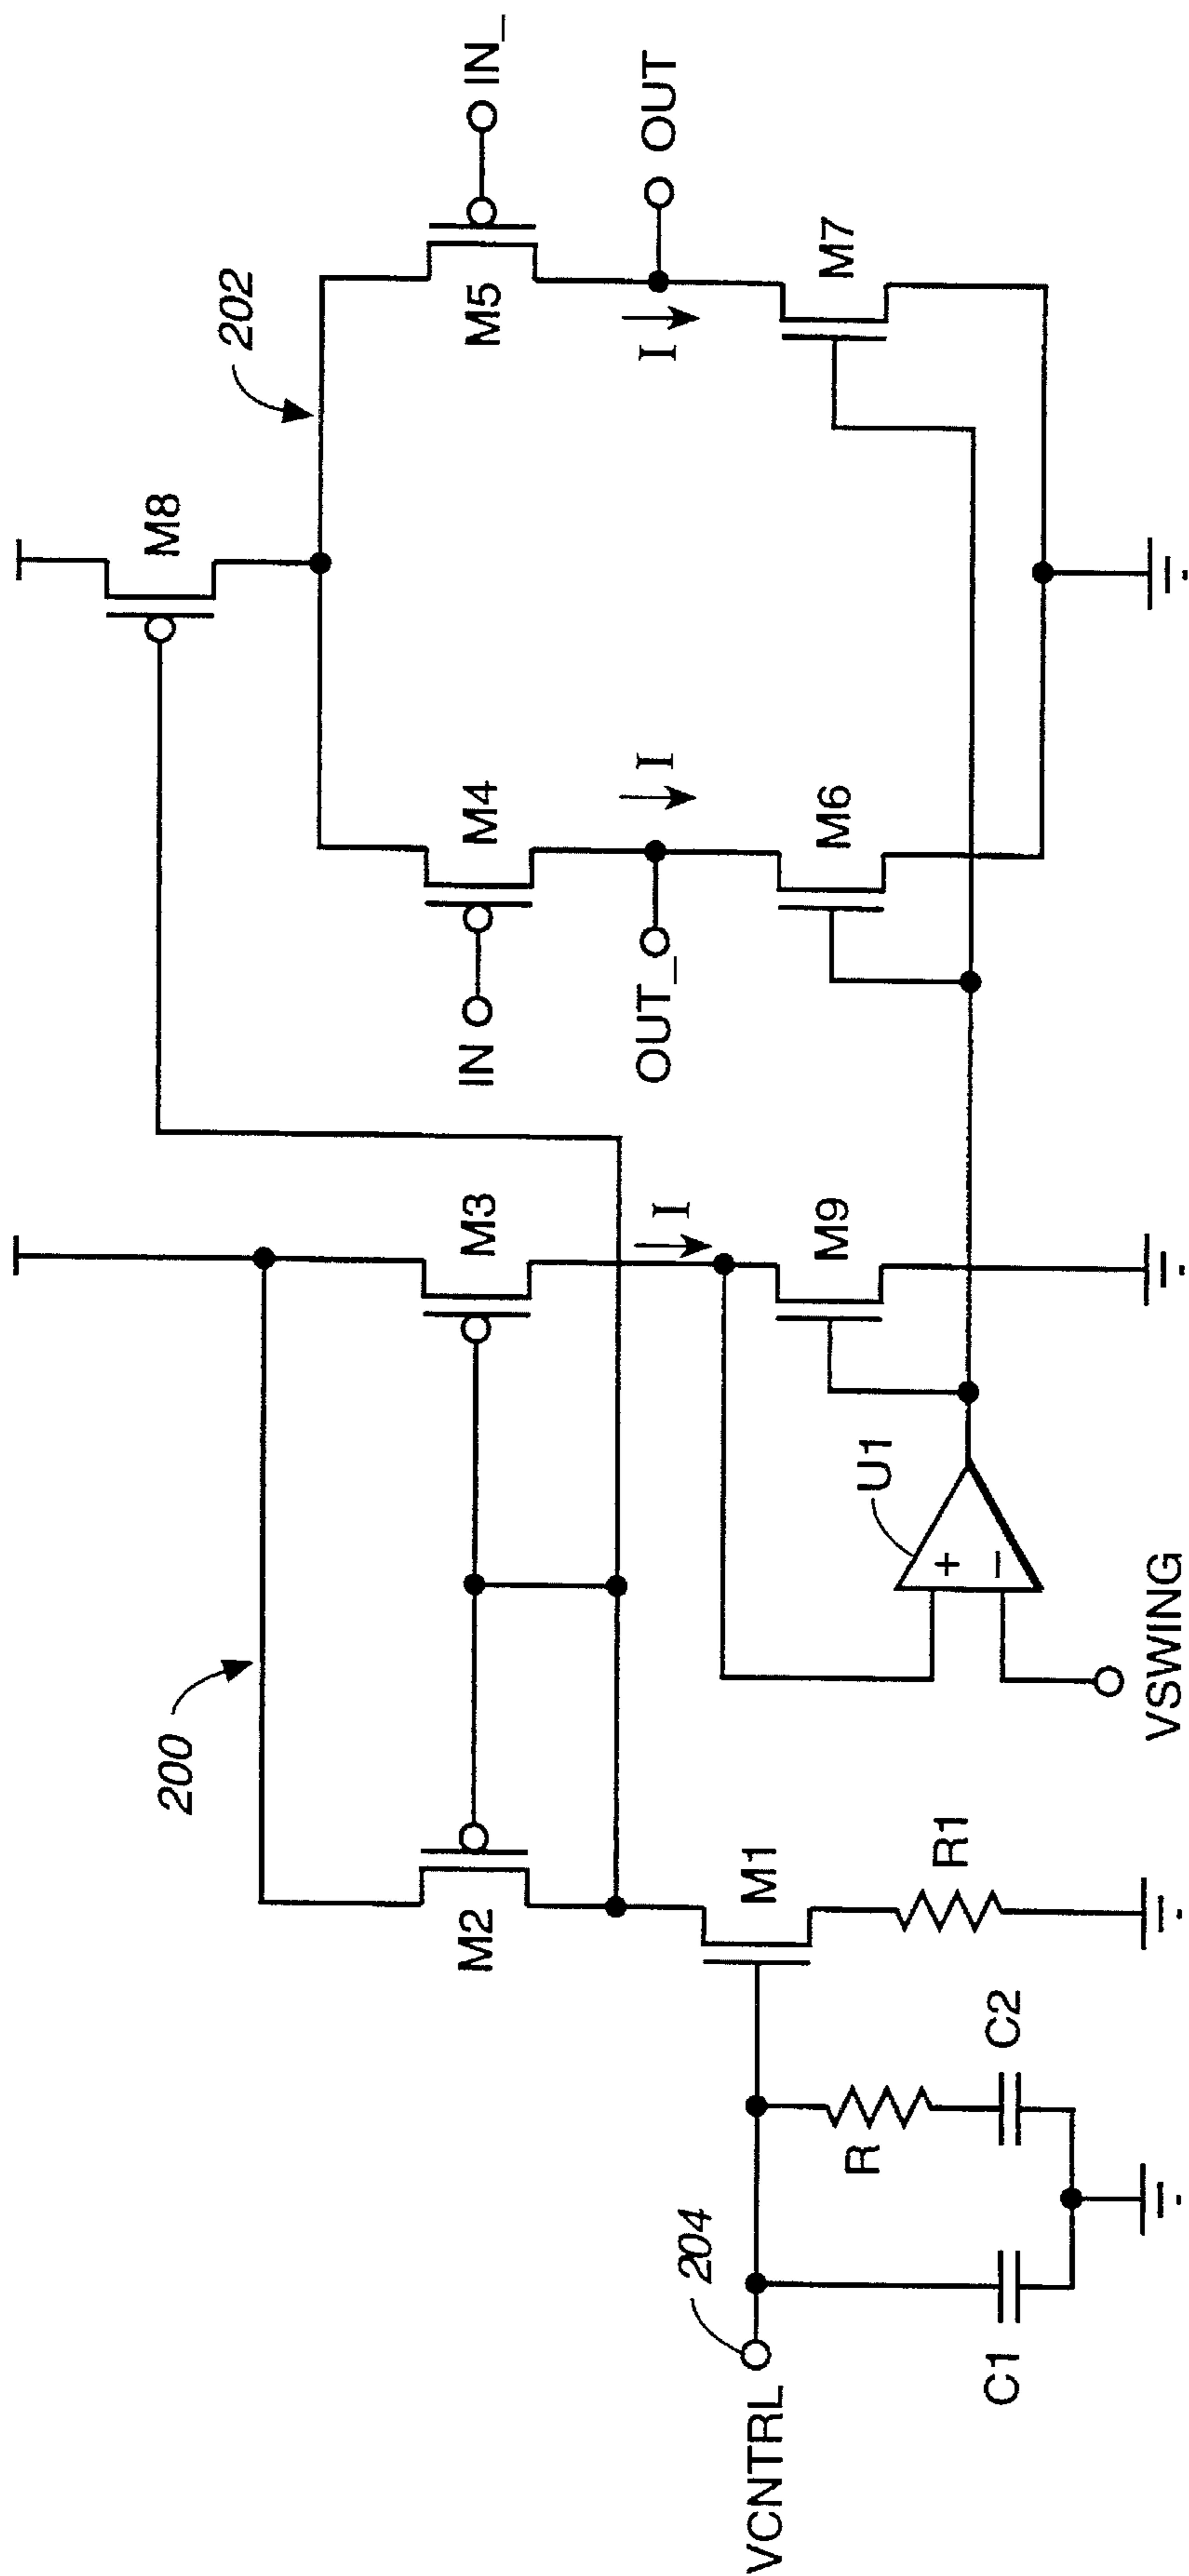 M8
202
IN_
M5
OUT
I
M7
M4
IN
OUT_
I
M6
M3
I
M9
U1
+
−
VSWING
200
M2
M1
R1
C2
R
204
VCNTRL
C1